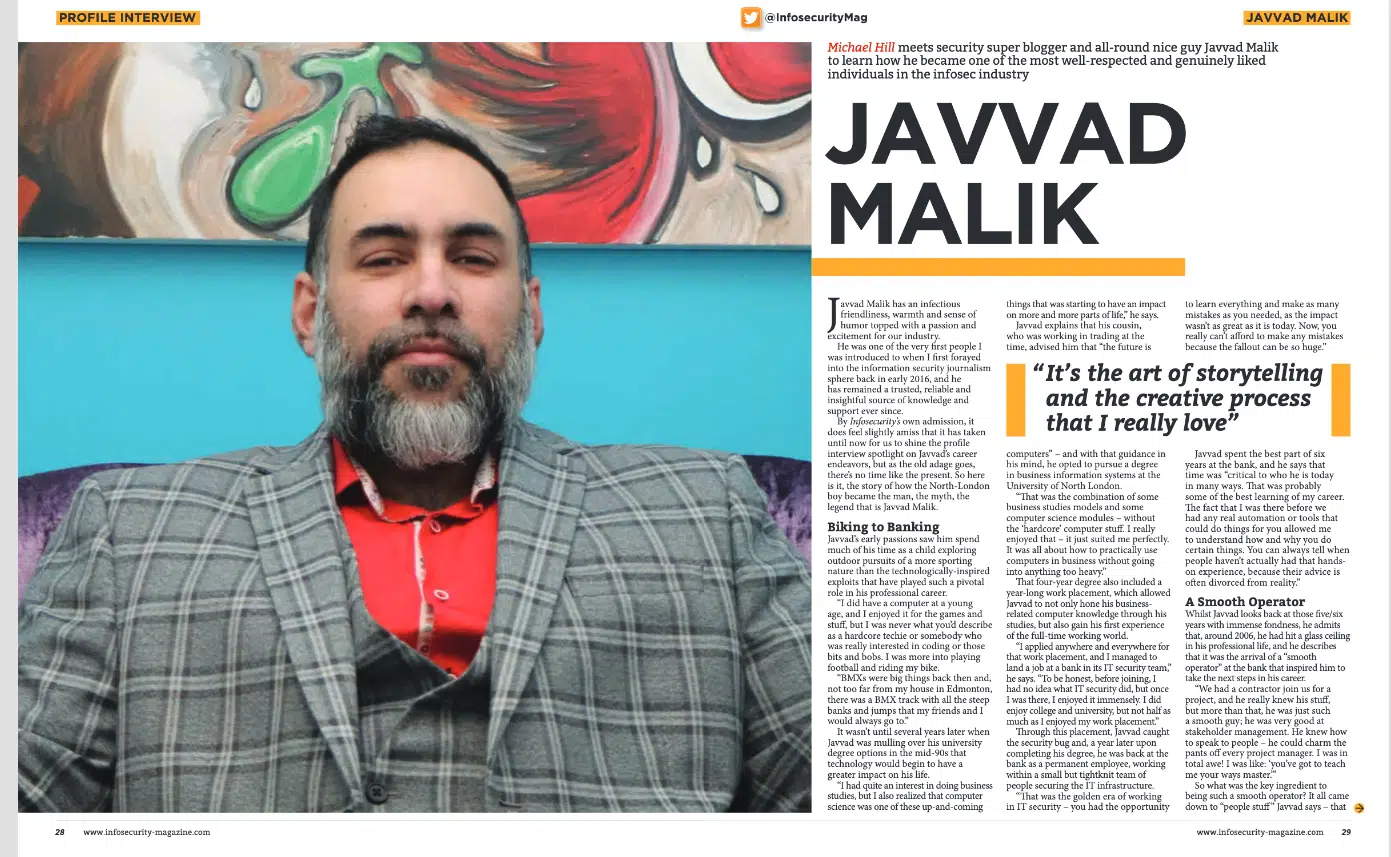 PROFILE INTERVIEW
@InfosecurityMag
JAVVAD MALIK
Michael Hill meets security super blogger and all-round nice guy Javvad Malik
to learn how he became one of the most well-respected and genuinely liked
individuals in the infosec industry
JAVVAD
MALIK
Javvad Malik has an infectious
friendliness, warmth and sense of
humor topped with a passion and
excitement for our industry.
He was one of the very first people I
was introduced to when I first forayed
into the information security journalism
sphere back in early 2016, and he
has remained a trusted, reliable and
insightful source of knowledge and
support ever since.
By Infosecurity's own admission, it
does feel slightly amiss that it has taken
until now for us to shine the profile
interview spotlight on Javvad's career
endeavors, but as the old adage goes,
there's no time like the present. So here
is it, the story of how the North-London
boy became the man, the myth, the
legend that is Javvad Malik.
Biking to Banking
Javvad's early passions saw him spend
much of his time as a child exploring
outdoor pursuits of a more sporting
nature than the technologically-inspired
exploits that have played such a pivotal
role in his professional career.
"I did have a computer at a young
age, and I enjoyed it for the games and
stuff, but I was never what you'd describe
as a hardcore techie or somebody who
was really interested in coding or those
bits and bobs. I was more into playing
football and riding my bike.
"BMXs were big things back then and,
not too far from my house in Edmonton,
there was a BMX track with all the steep
banks and jumps that my friends and I
would always go to."
It wasn't until several years later when
Javvad was mulling over his university
degree options in the mid-90s that
technology would begin to have a
greater impact on his life.
"I had quite an interest in doing business
studies, but I also realized that computer
science was one of these up-and-coming
things that was starting to have an impact
on more and more parts of life," he says.
Javvad explains that his cousin,
who was working in trading at the
time, advised him that "the future is
computers" – and with that guidance in
his mind, he opted to pursue a degree
in business information systems at the
University of North London.
"That was the combination of some
business studies models and some
computer science modules – without
the 'hardcore' computer stuff. I really
enjoyed that – it just suited me perfectly.
It was all about how to practically use
computers in business without going
into anything too heavy."
That four-year degree also included a
year-long work placement, which allowed
Javvad to not only hone his business-
related computer knowledge through his
studies, but also gain his first experience
of the full-time working world.
"I applied anywhere and everywhere for
that work placement, and I managed to
land a job at a bank in its IT security team,"
he says. "To be honest, before joining, I
had no idea what IT security did, but once
I was there, I enjoyed it immensely. I did
enjoy college and university, but not half as
much as I enjoyed my work placement."
Through this placement, Javvad caught
the security bug and, a year later upon
completing his degree, he was back at the
bank as a permanent employee, working
within a small but tightknit team of
people securing the IT infrastructure.
"That was the golden era of working
in IT security – you had the opportunity
to learn everything and make as many
mistakes as you needed, as the impact
wasn't as great as it is today. Now, you
really can't afford to make any mistakes
because the fallout can be so huge."
"It's the art of storytelling
and the creative process
that I really love"
Javvad spent the best part of six
years at the bank, and he says that
time was "critical to who he is today
in many ways. That was probably
some of the best learning of my career.
The fact that I was there before we
had any real automation or tools that
could do things for you allowed me
to understand how and why you do
certain things. You can always tell when
people haven't actually had that hands-
on experience, because their advice is
often divorced from reality."
A Smooth Operator
Whilst Javvad looks back at those five/six
years with immense fondness, he admits
that, around 2006, he had hit a glass ceiling
in his professional life, and he describes
that it was the arrival of a "smooth
operator" at the bank that inspired him to
take the next steps in his career.
"We had a contractor join us for a
project, and he really knew his stuff,
but more than that, he was just such
a smooth guy; he was very good at
stakeholder management. He knew how
to speak to people – he could charm the
pants off every project manager. I was in
total awe! I was like: 'you've got to teach
me your ways master.'"
So what was the key ingredient to
being such a smooth operator? It all came
down to "people stuff" Javvad says – that
28 www.infosecurity-magazine.com
www.infosecurity-magazine.com 29